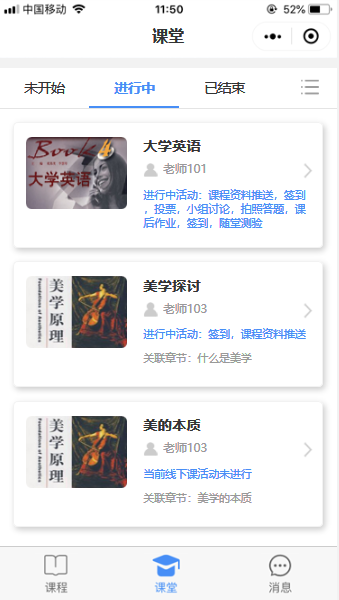 中国移动
11:50
52%
课堂
未开始
进行中
已结束
Book
大学英语
大学英语
老师101
进行中活动：课程资料推送，签到
，投票，小组讨论，拍照答题，课
后作业，签到，随堂测验
美学原理
Foundations of Aesthetics
美学探讨
老师103
进行中活动：签到，课程资料推送
关联章节：什么是美学
美学原理
Foundations of Aesthetics
美的本质
老师103
当前线下课活动未进行
关联章节：美学的本质
课程
课堂
消息